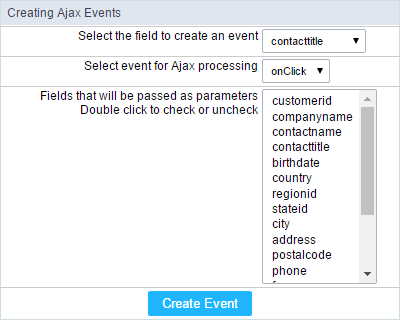 Creating Ajax Events
Select the field to create an event
contacttitle
Select event for Ajax processing
onClick
Fields that will be passed as parameters
Double click to check or uncheck
customerid
companyname
contactname
contacttitle
birthdate
country
regionid
stateid
city
address
postalcode
phone
Create Event